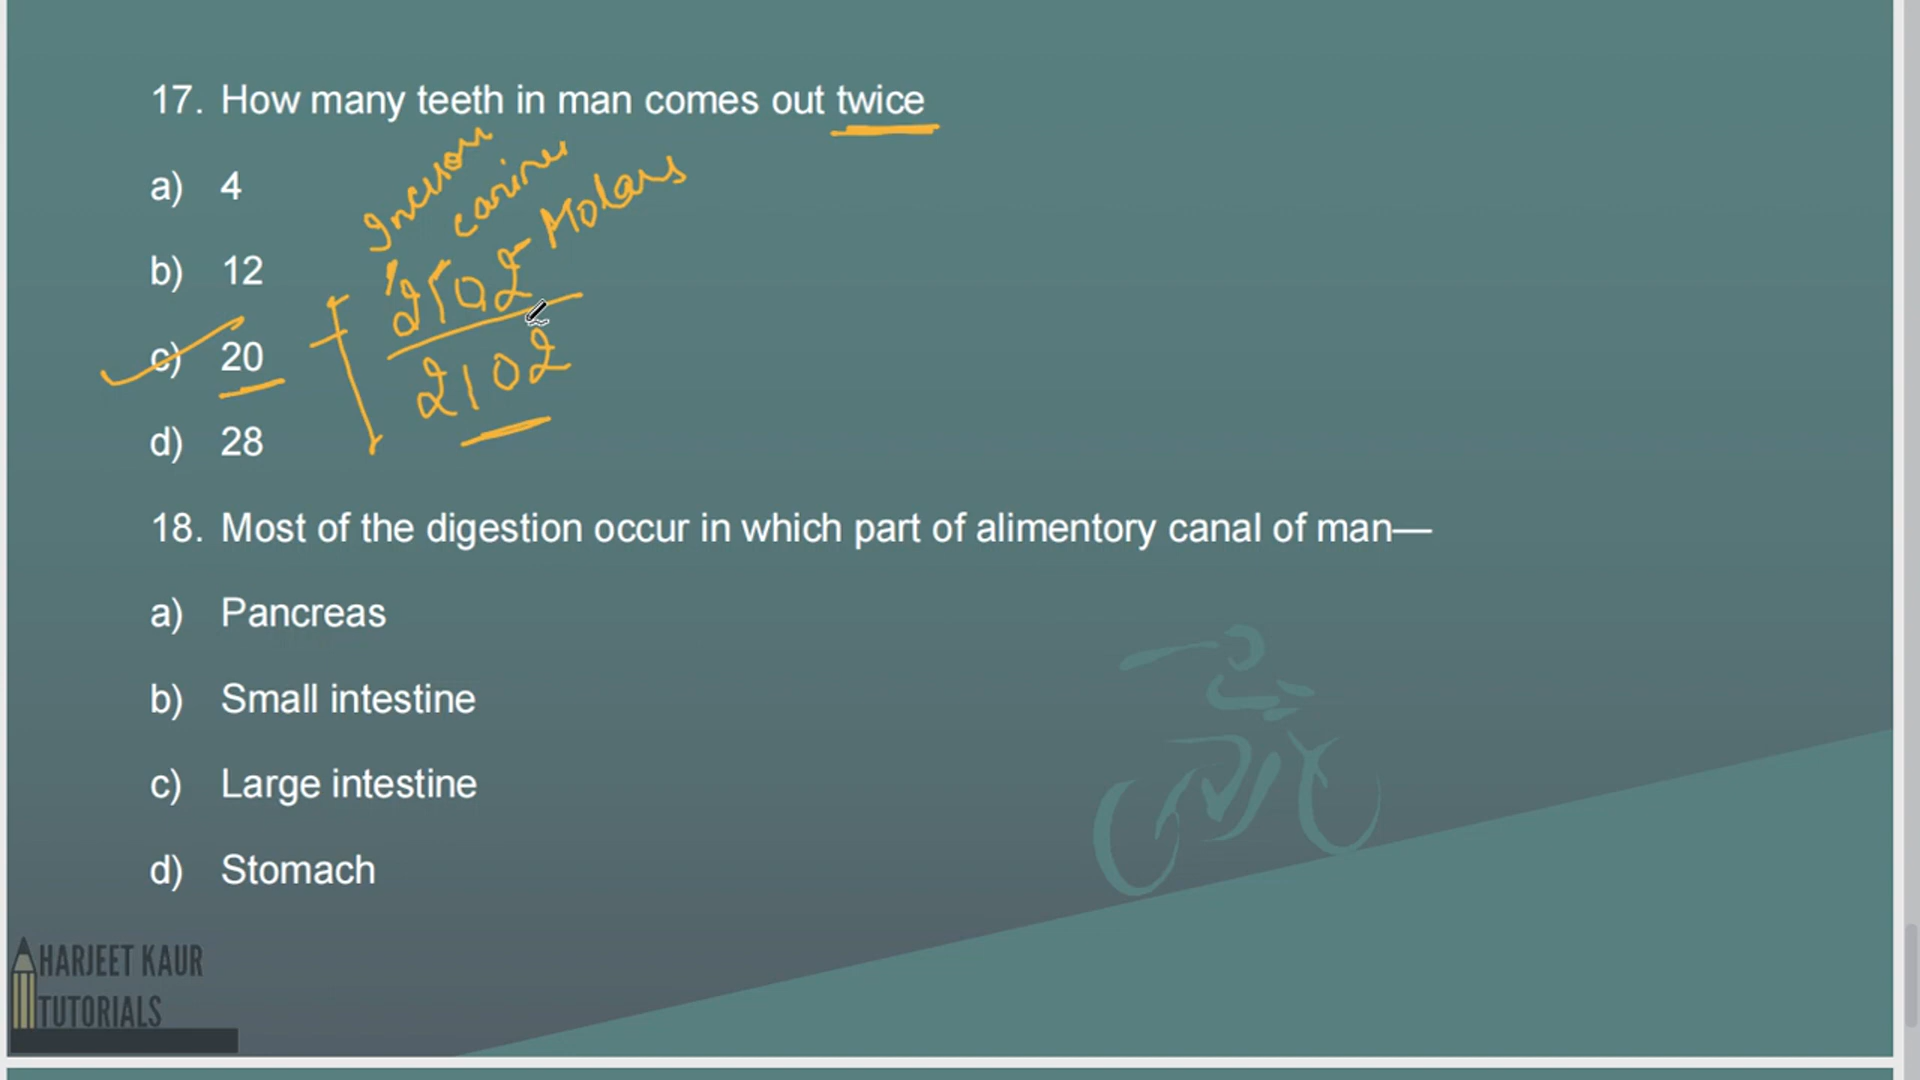 17. How many teeth in man comes out twice
a) 4
Canine
Molars
b) 12
2102
c) 20
2102
d) 28
18. Most of the digestion occur in which part of alimentory canal of man—
a) Pancreas
b) Small intestine
c) Large intestine
d) Stomach
HARJEET KAUR
TUTORIALS